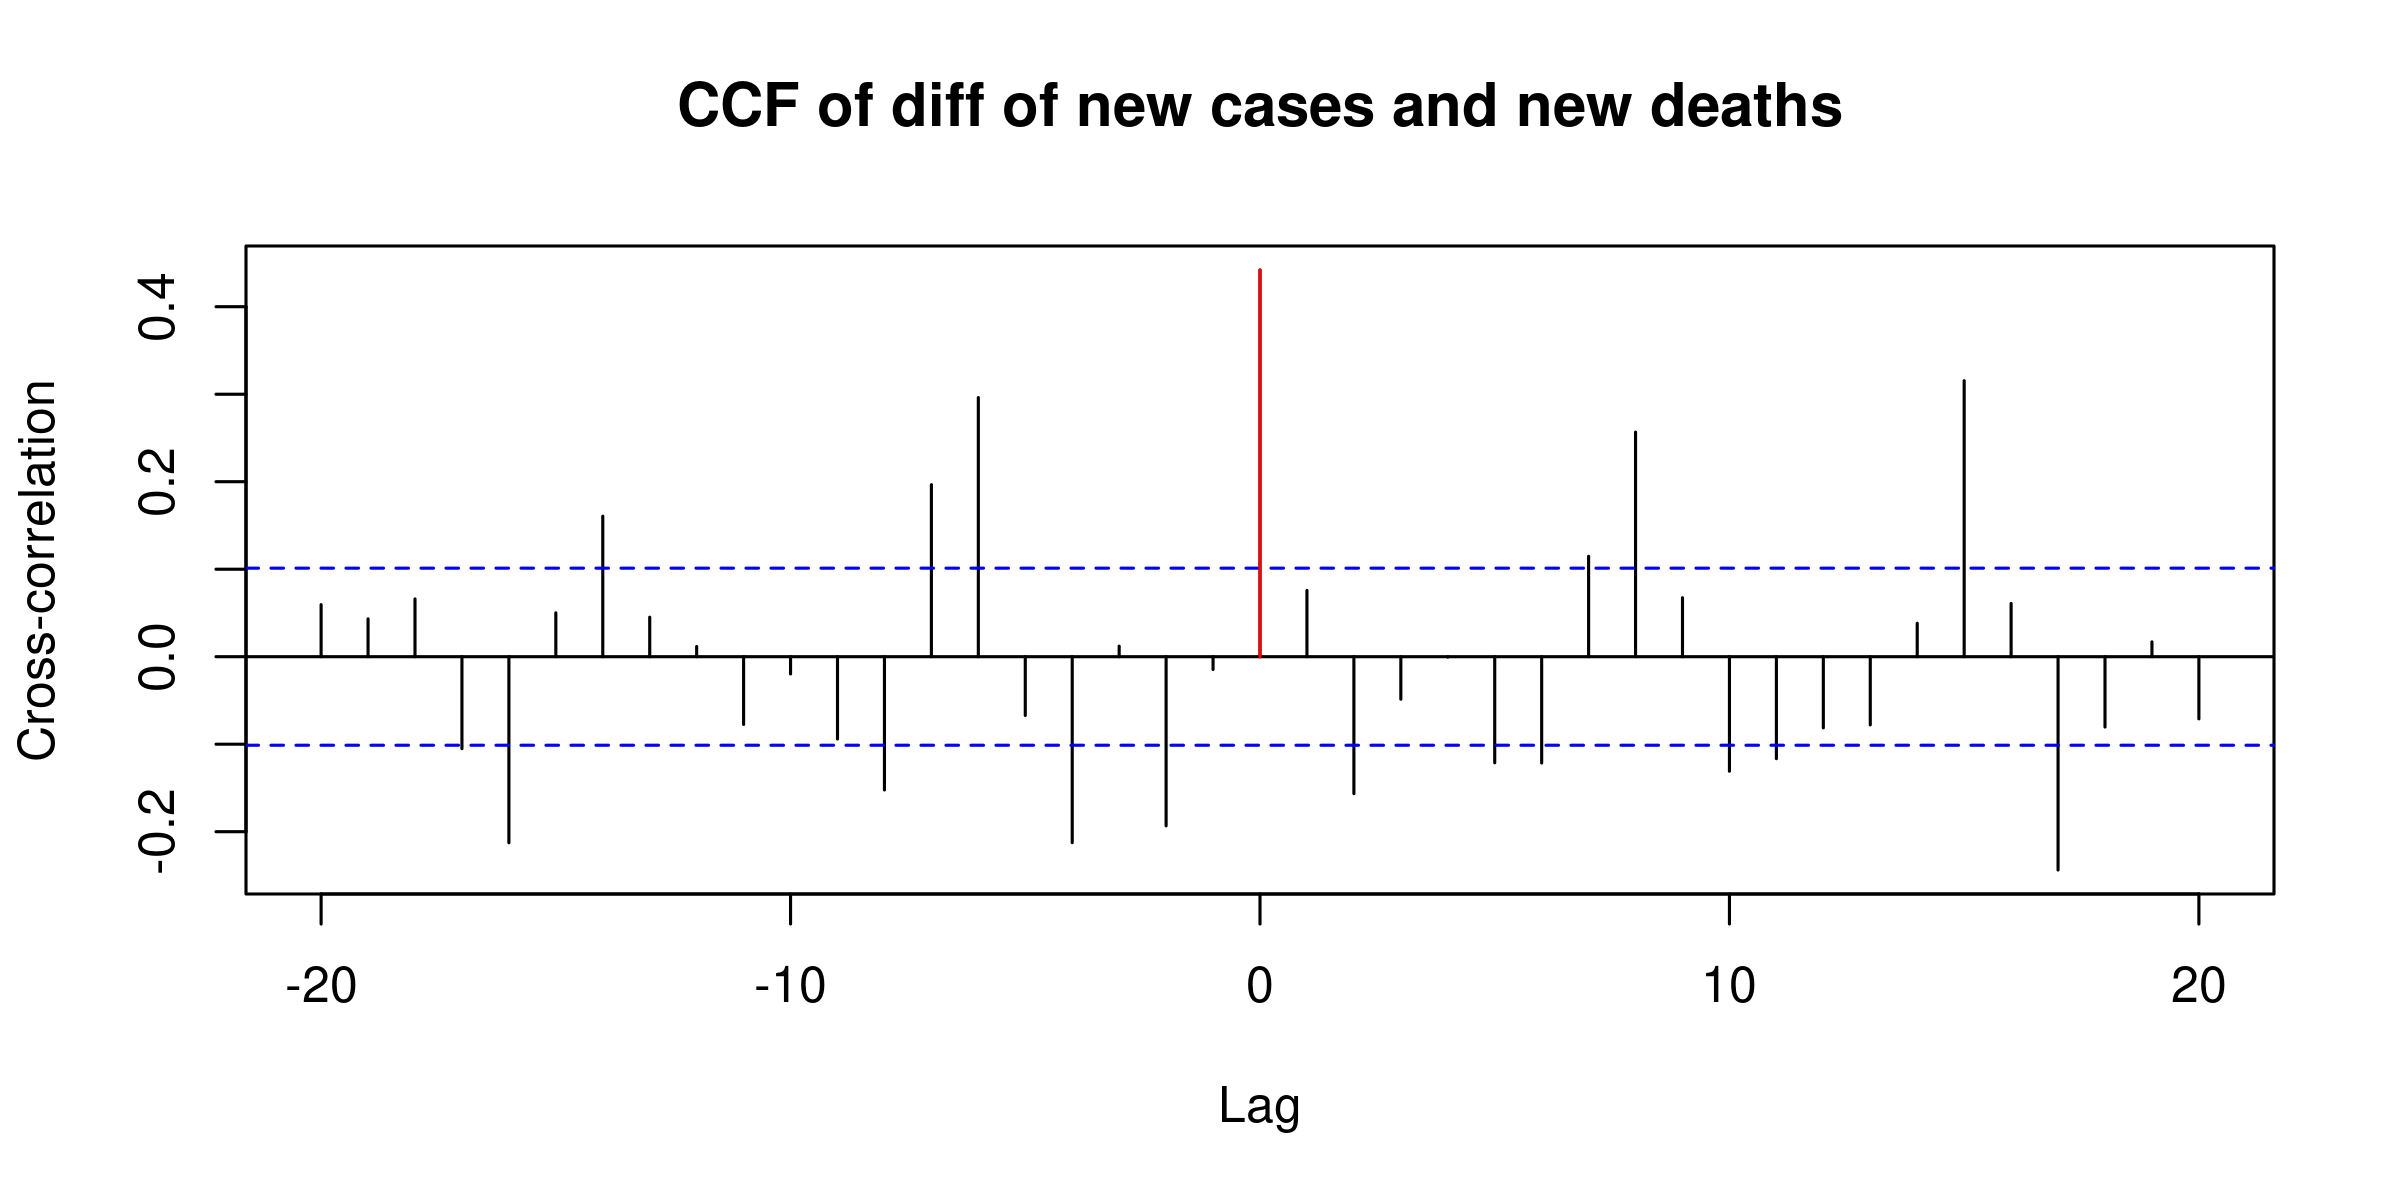 CCF of diff of new cases and new deaths
Cross-correlation
0.4
0.2
0.0
-0.2
-20 -10 0 10 20
Lag